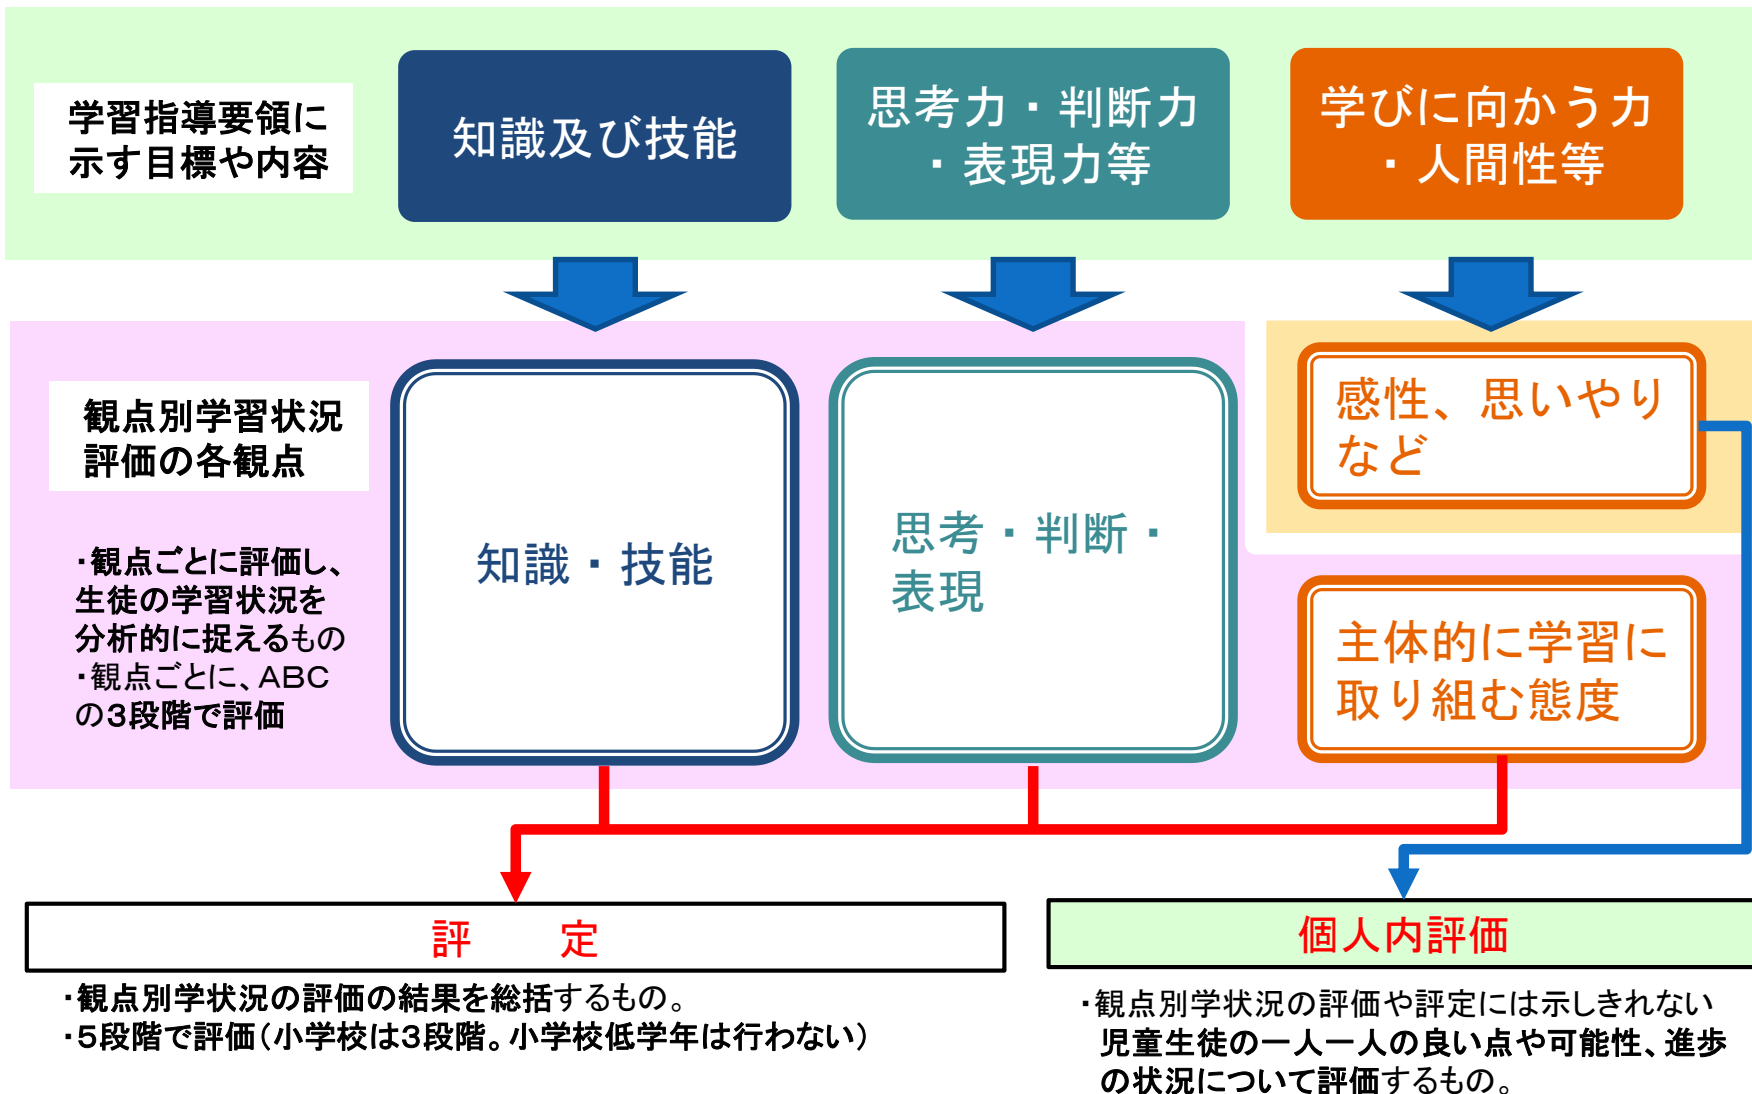 学習指導要領に
示す目標や内容
知識及び技能
思考力・判断力
・表現力等
学びに向かう力
・人間性等
観点別学習状況
評価の各観点
・観点ごとに評価し、
生徒の学習状況を
分析的に捉えるもの
・観点ごとに、ABC
の3段階で評価
知識・技能
思考・判断・
表現
感性、思いやり
など
主体的に学習に
取り組む態度
評　定
・観点別学状況の評価の結果を総括するもの。
・5段階で評価(小学校は3段階。小学校低学年は行わない)
個人内評価
・観点別学状況の評価や評定には示しきれない
児童生徒の一人一人の良い点や可能性、進歩
の状況について評価するもの。